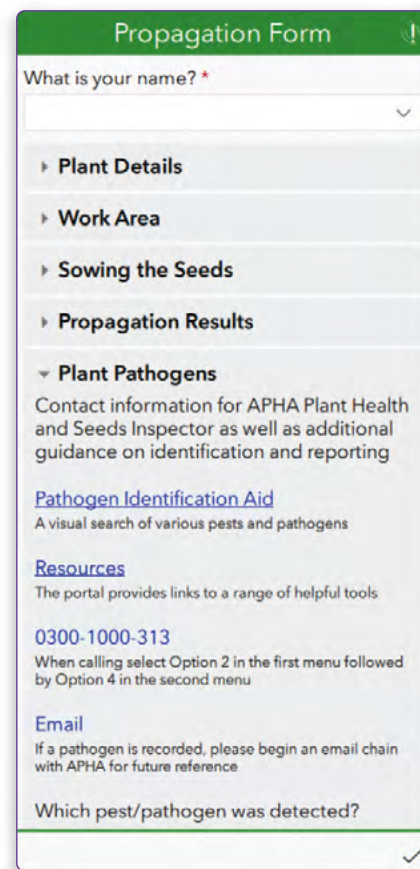 Propagation Form
What is your name? *
Plant Details
Work Area
Sowing the Seeds
Propagation Results
Plant Pathogens
Contact information for APHA Plant Health
and Seeds Inspector as well as additional
guidance on identification and reporting
Pathogen Identification Aid
A visual search of various pests and pathogens
Resources
The portal provides links to a range of helpful tools
0300-1000-313
When calling select Option 2 in the first menu followed
by Option 4 in the second menu
Email
If a pathogen is recorded, please begin an email chain
with APHA for future reference
Which pest/pathogen was detected?